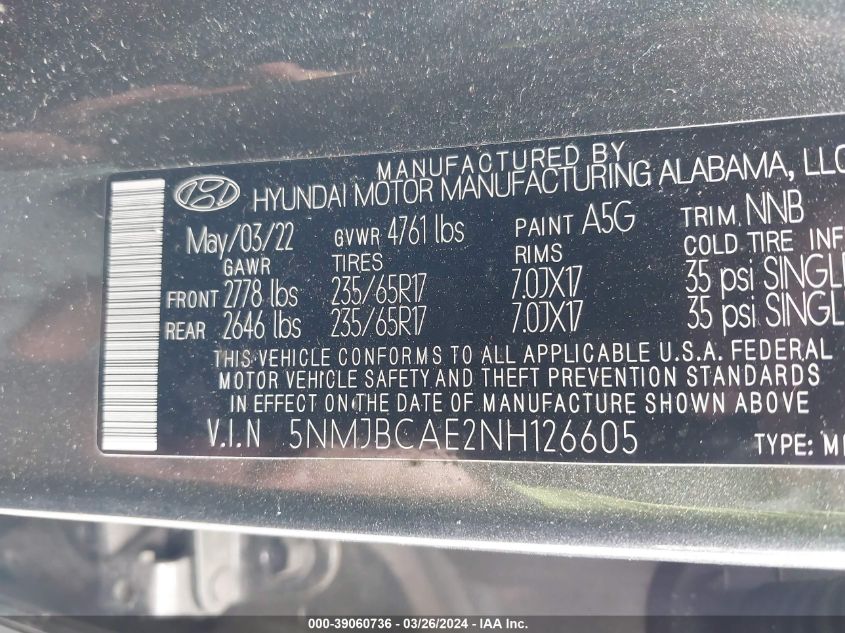 MANUFACTURED BY
HYUNDAI MOTOR MANUFACTURING ALABAMA, LLC
May/03/22 GVWR 4761 lbs PAINT A5G TRIM NNB
GAWR TIRES RIMS COLD TIRE INF
FRONT 2778 lbs 235/65R17 7.0JX17 35 psi SINGLE
REAR 2646 lbs 235/65R17 7.0JX17 35 psi SINGLE
THIS VEHICLE CONFORMS TO ALL APPLICABLE U.S.A. FEDERAL
MOTOR VEHICLE SAFETY AND THEFT PREVENTION STANDARDS
IN EFFECT ON THE DATE OF MANUFACTURE SHOWN ABOVE
V.I.N 5NMJBCAE2NH126605 TYPE: M
000-39060736 - 03/26/2024 - IAA Inc.